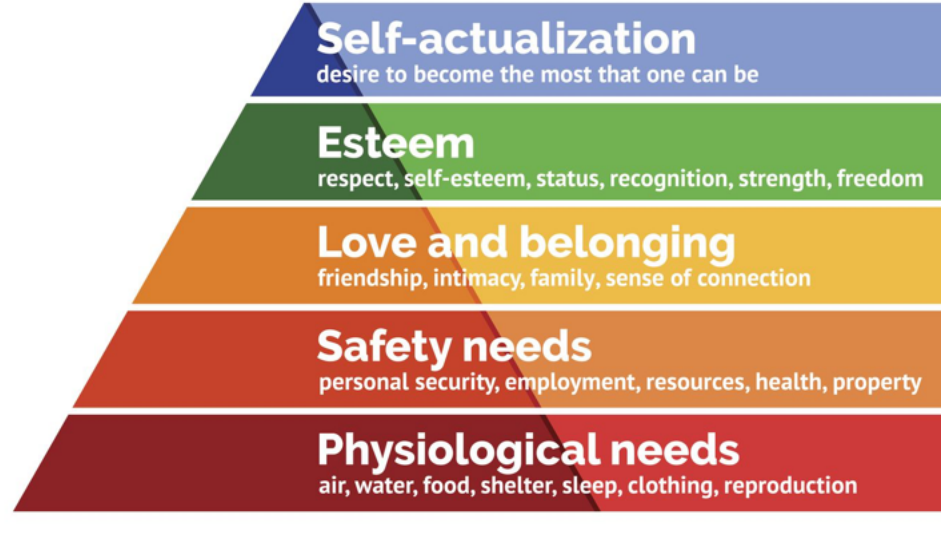 Self-actualization
desire to become the most that one can be
Esteem
respect, self-esteem, status, recognition, strength, freedom
Love and belonging
friendship, intimacy, family, sense of connection
Safety needs
personal security, employment, resources, health, property
Physiological needs
air, water, food, shelter, sleep, clothing, reproduction